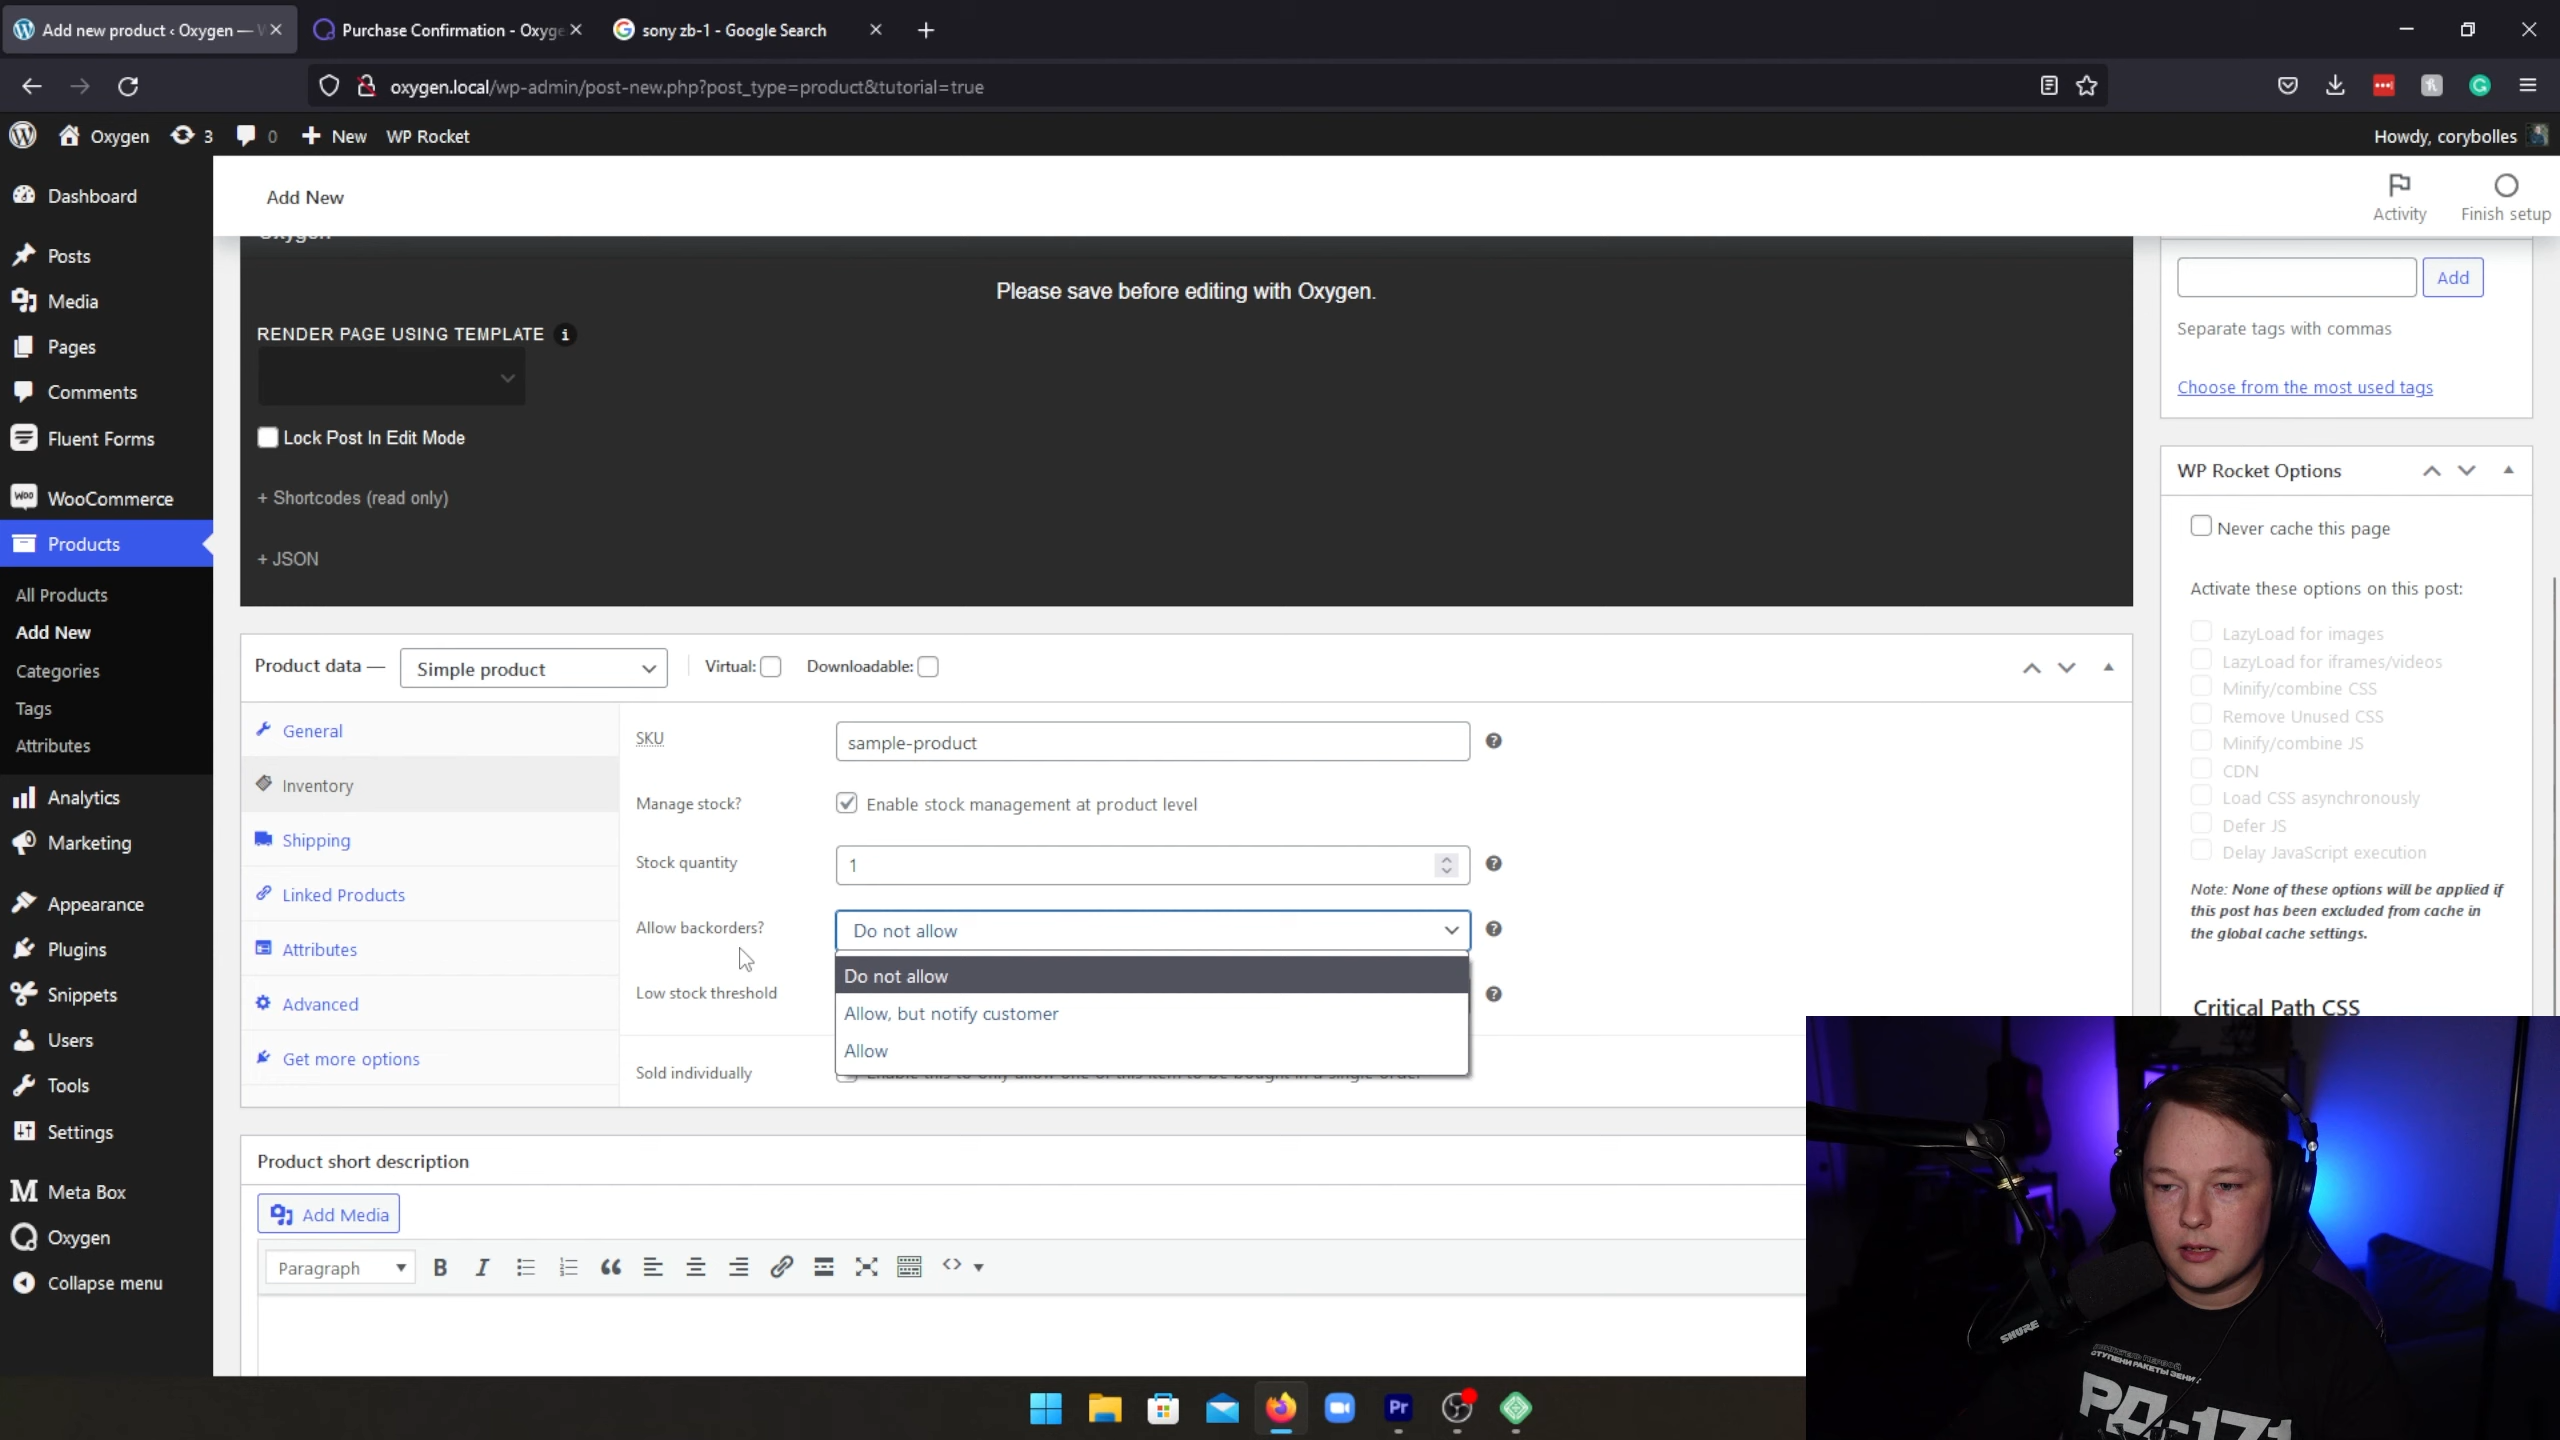 Add new product ‹ Oxygen —
Purchase Confirmation - Oxyge
sony zb-1 - Google Search
oxygen.local/wp-admin/post-new.php?post_type=product&tutorial=true
Oxygen
3
0
New
WP Rocket
Howdy, corybolles
Dashboard
Posts
Media
Pages
Comments
Fluent Forms
WooCommerce
Products
All Products
Add New
Categories
Tags
Attributes
Analytics
Marketing
Appearance
Plugins
Snippets
Users
Tools
Settings
Meta Box
Oxygen
Collapse menu
Add New
Activity
Finish setup
Oxygen
Please save before editing with Oxygen.
RENDER PAGE USING TEMPLATE
Lock Post In Edit Mode
+ Shortcodes (read only)
+ JSON
Product data —
Simple product
Virtual:
Downloadable:
General
Inventory
Shipping
Linked Products
Attributes
Advanced
Get more options
SKU
sample-product
Manage stock?
Enable stock management at product level
Stock quantity
1
Allow backorders?
Do not allow
Do not allow
Allow, but notify customer
Allow
Low stock threshold
Sold individually
Enable this to only allow one of this item to be bought in a single order
Product short description
Add Media
Paragraph
Add
Separate tags with commas
Choose from the most used tags
WP Rocket Options
Never cache this page
Activate these options on this post:
LazyLoad for images
LazyLoad for iframes/videos
Minify/combine CSS
Remove Unused CSS
Minify/combine JS
CDN
Load CSS asynchronously
Defer JS
Delay JavaScript execution
Note: None of these options will be applied if
this post has been excluded from cache in
the global cache settings.
Critical Path CSS
SHURE
РД-171
Pr